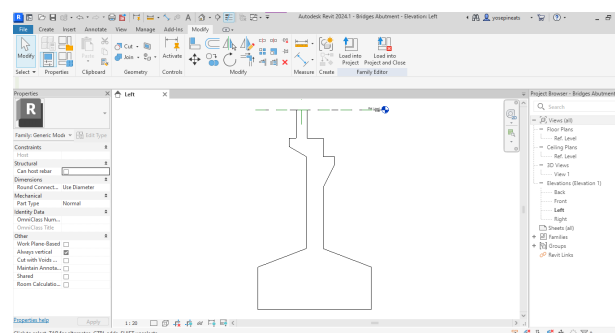 Autodesk Revit 2024.1 - Bridges Abutment - Elevation: Left
yosepineats
File Create Insert Annotate View Manage Add-Ins Modify
Modify
Paste
Cut
Join
Activate
Load into Project
Load into Project and Close
Select Properties Clipboard Geometry Controls Modify Measure Create Family Editor
Properties
Left
R
Family: Generic Mode
Edit Type
Constraints
Host
Structural
Can host rebar
Dimensions
Round Connect... Use Diameter
Mechanical
Part Type Normal
Identity Data
OmniClass Num...
OmniClass Title
Other
Work Plane-Based
Always vertical
Cut with Voids ...
Maintain Annota...
Shared
Room Calculatio...
Properties help
Apply
1 : 20
Project Browser - Bridges Abutment
Search
Views (all)
Floor Plans
Ref. Level
Ceiling Plans
Ref. Level
3D Views
View 1
Elevations (Elevation 1)
Back
Front
Left
Right
Sheets (all)
Families
Groups
Revit Links